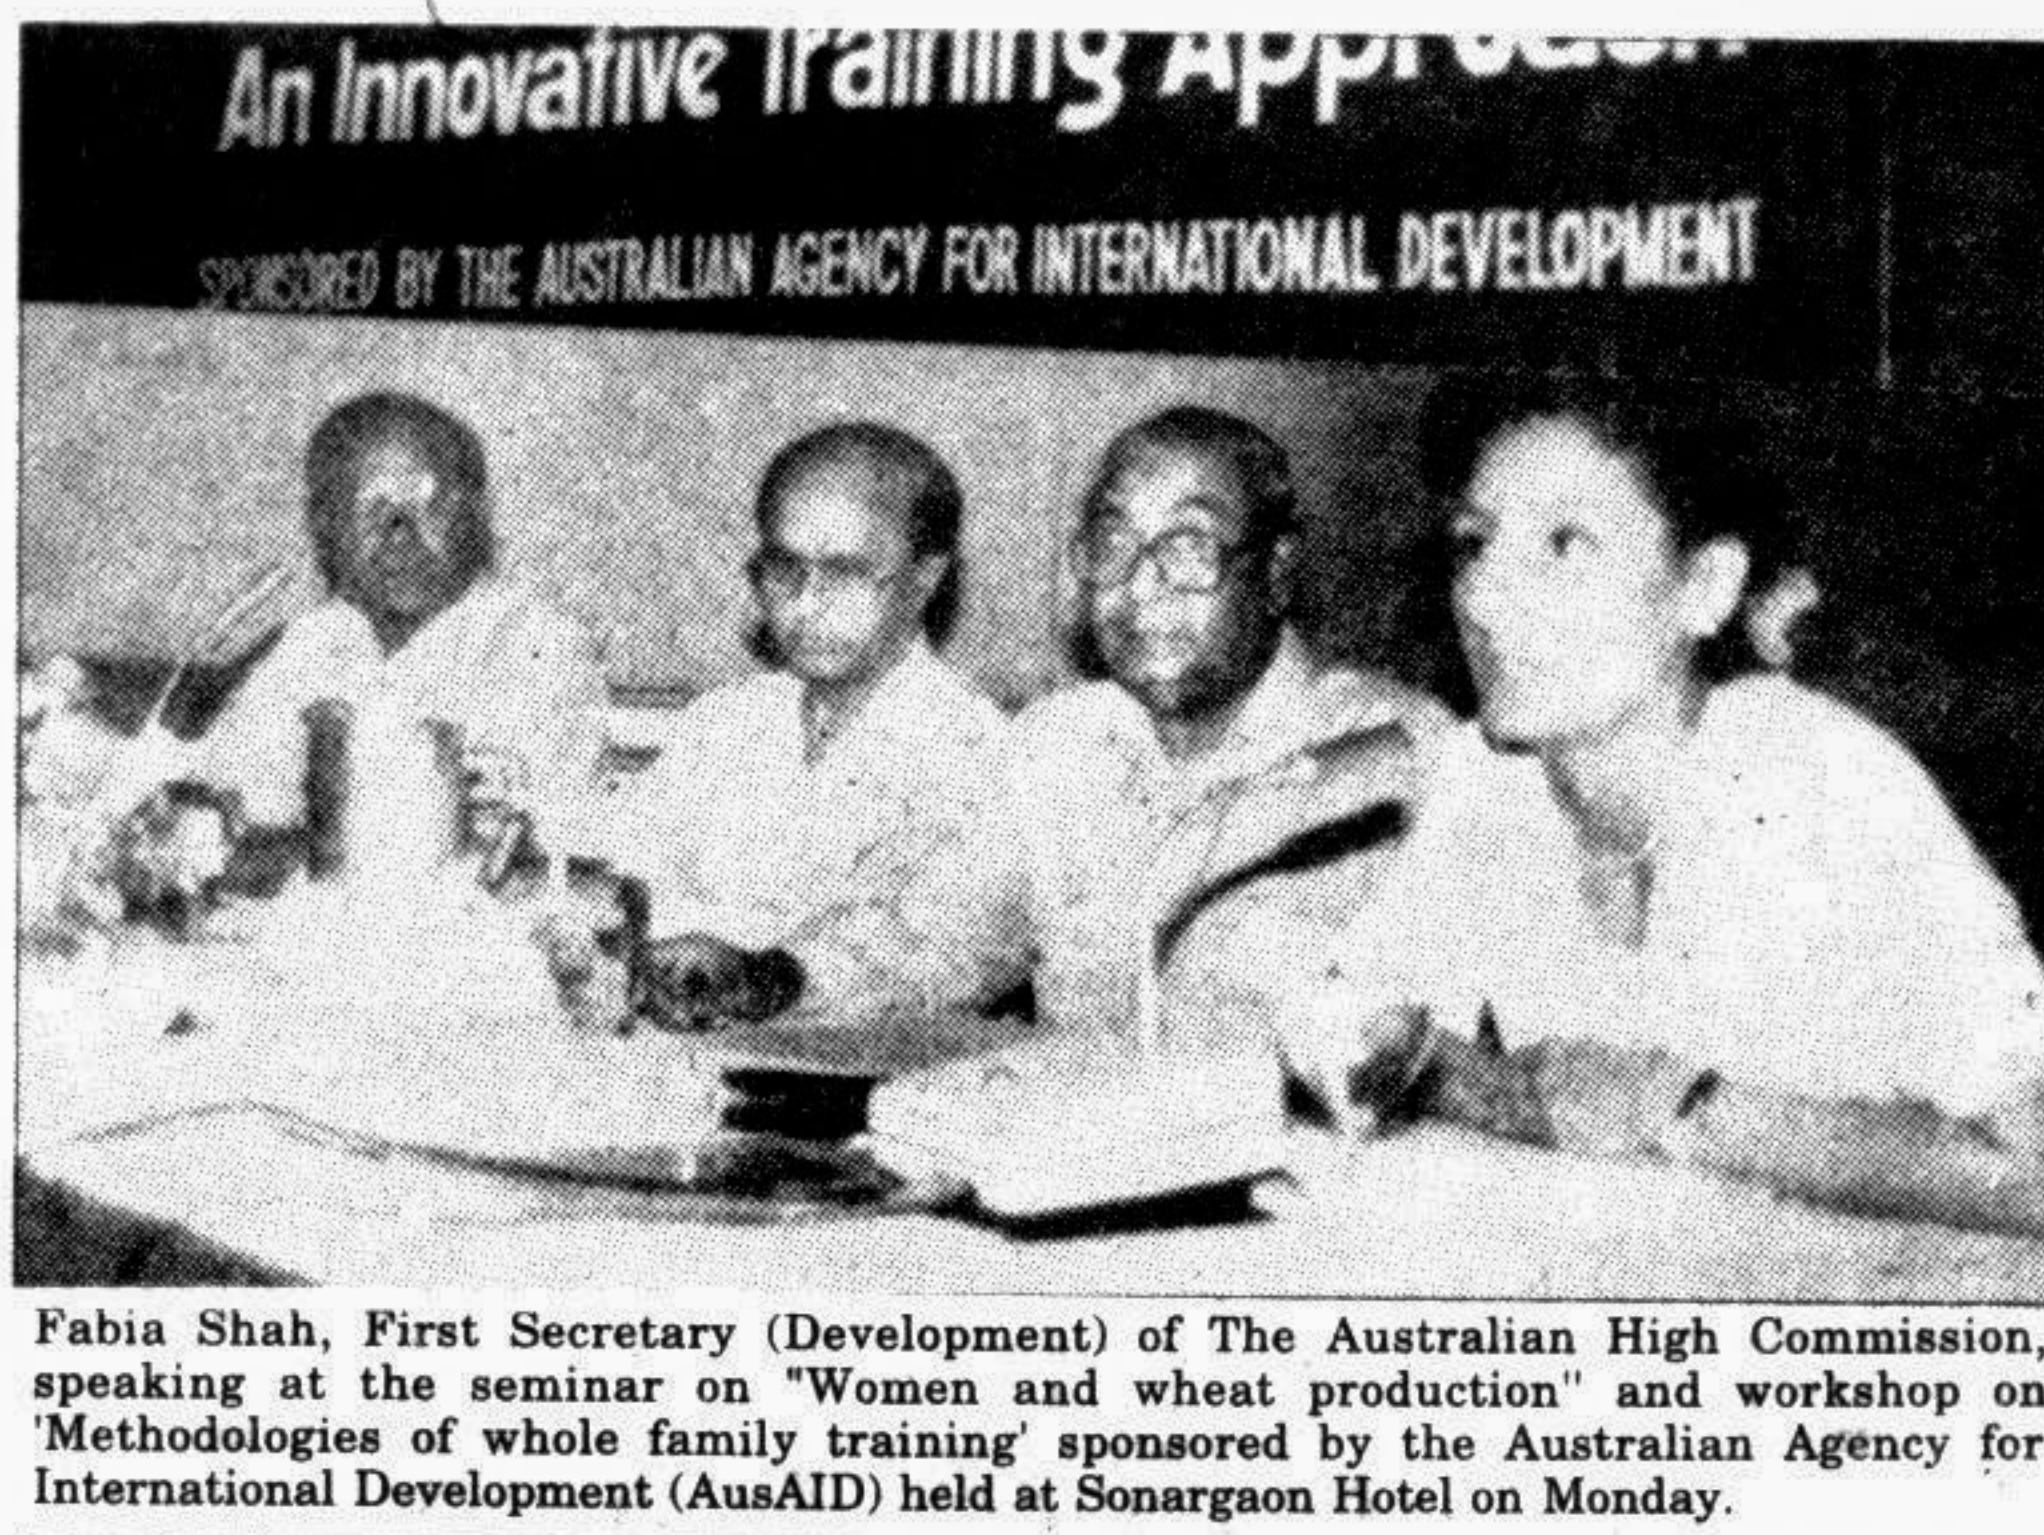 An Innovative Training Approach
SPONSORED BY THE AUSTRALIAN AGENCY FOR INTERNATIONAL DEVELOPMENT
Fabia Shah, First Secretary (Development) of The Australian High Commission,
speaking at the seminar on "Women and wheat production" and workshop on
'Methodologies of whole family training' sponsored by the Australian Agency for
International Development (AusAID) held at Sonargaon Hotel on Monday.